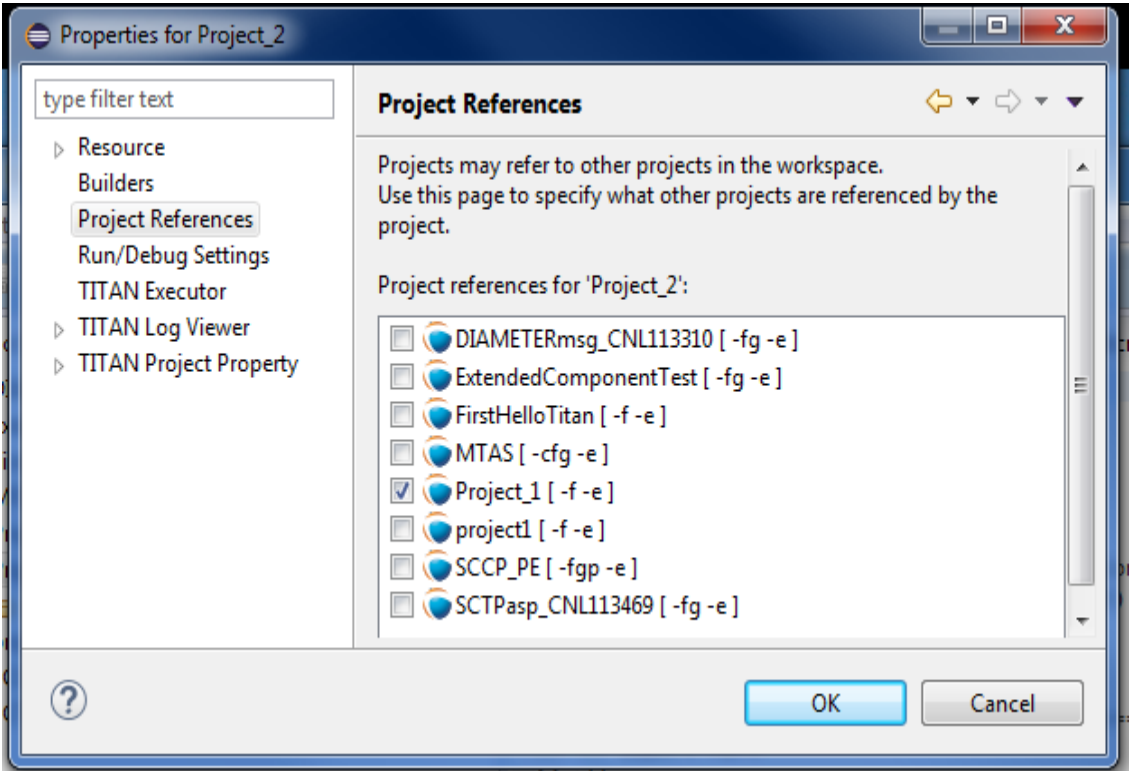 Properties for Project_2
type filter text
Resource
Builders
Project References
Run/Debug Settings
TITAN Executor
TITAN Log Viewer
TITAN Project Property
Project References
Projects may refer to other projects in the workspace.
Use this page to specify what other projects are referenced by the
project.
Project references for 'Project_2':
DIAMETERmsg_CNL113310 [ -fg -e ]
ExtendedComponentTest [ -fg -e ]
FirstHelloTitan [ -f -e ]
MTAS [ -cfg -e ]
Project_1 [ -f -e ]
project1 [ -f -e ]
SCCP_PE [ -fgp -e ]
SCTPasp_CNL113469 [ -fg -e ]
?
OK
Cancel